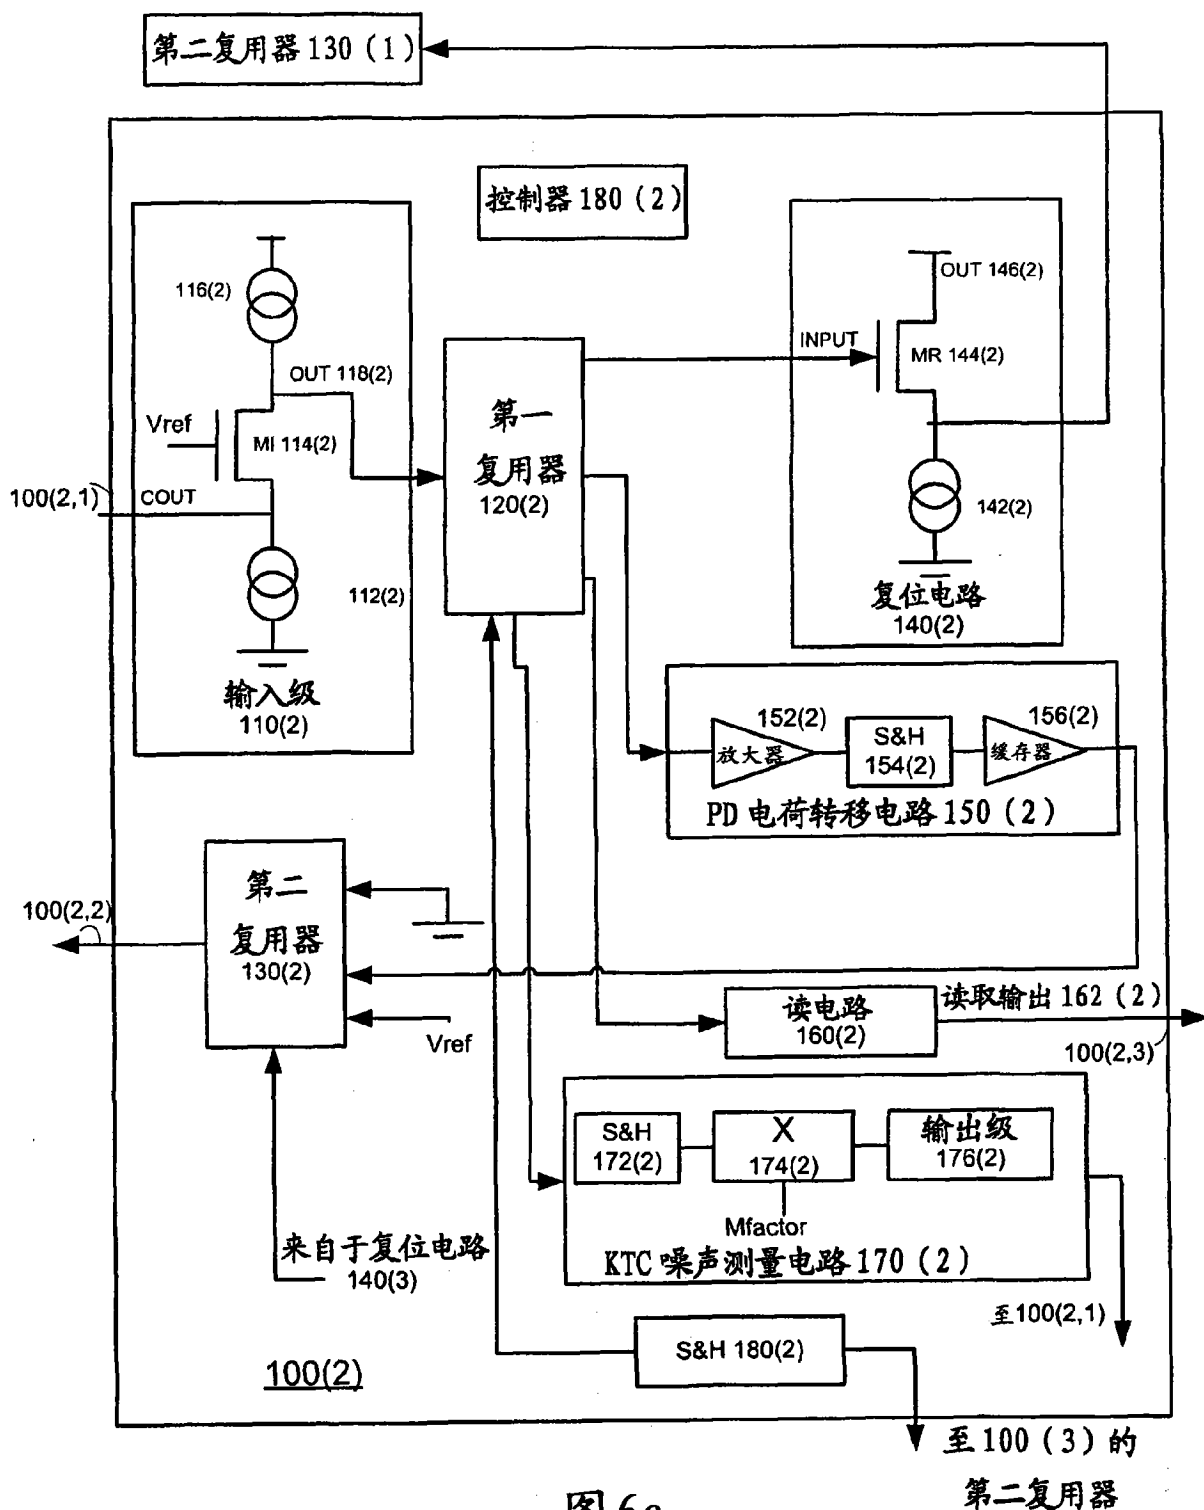 第二复用器 130（1）
控制器 180（2）
116(2)
OUT 118(2)
Vref
MI 114(2)
100(2,1)
COUT
112(2)
输入级
110(2)
第一
复用器
120(2)
INPUT
OUT 146(2)
MR 144(2)
142(2)
复位电路
140(2)
152(2)
156(2)
放大器
S&H
154(2)
缓存器
PD 电荷转移电路 150（2）
100(2,2)
第二
复用器
130(2)
Vref
读电路
160(2)
读取输出 162（2）
100(2,3)
S&H
172(2)
X
174(2)
输出级
176(2)
Mfactor
KTC 噪声测量电路 170（2）
来自于复位电路
140(3)
至100(2,1)
S&H 180(2)
100(2)
至 100（3）的
第二复用器